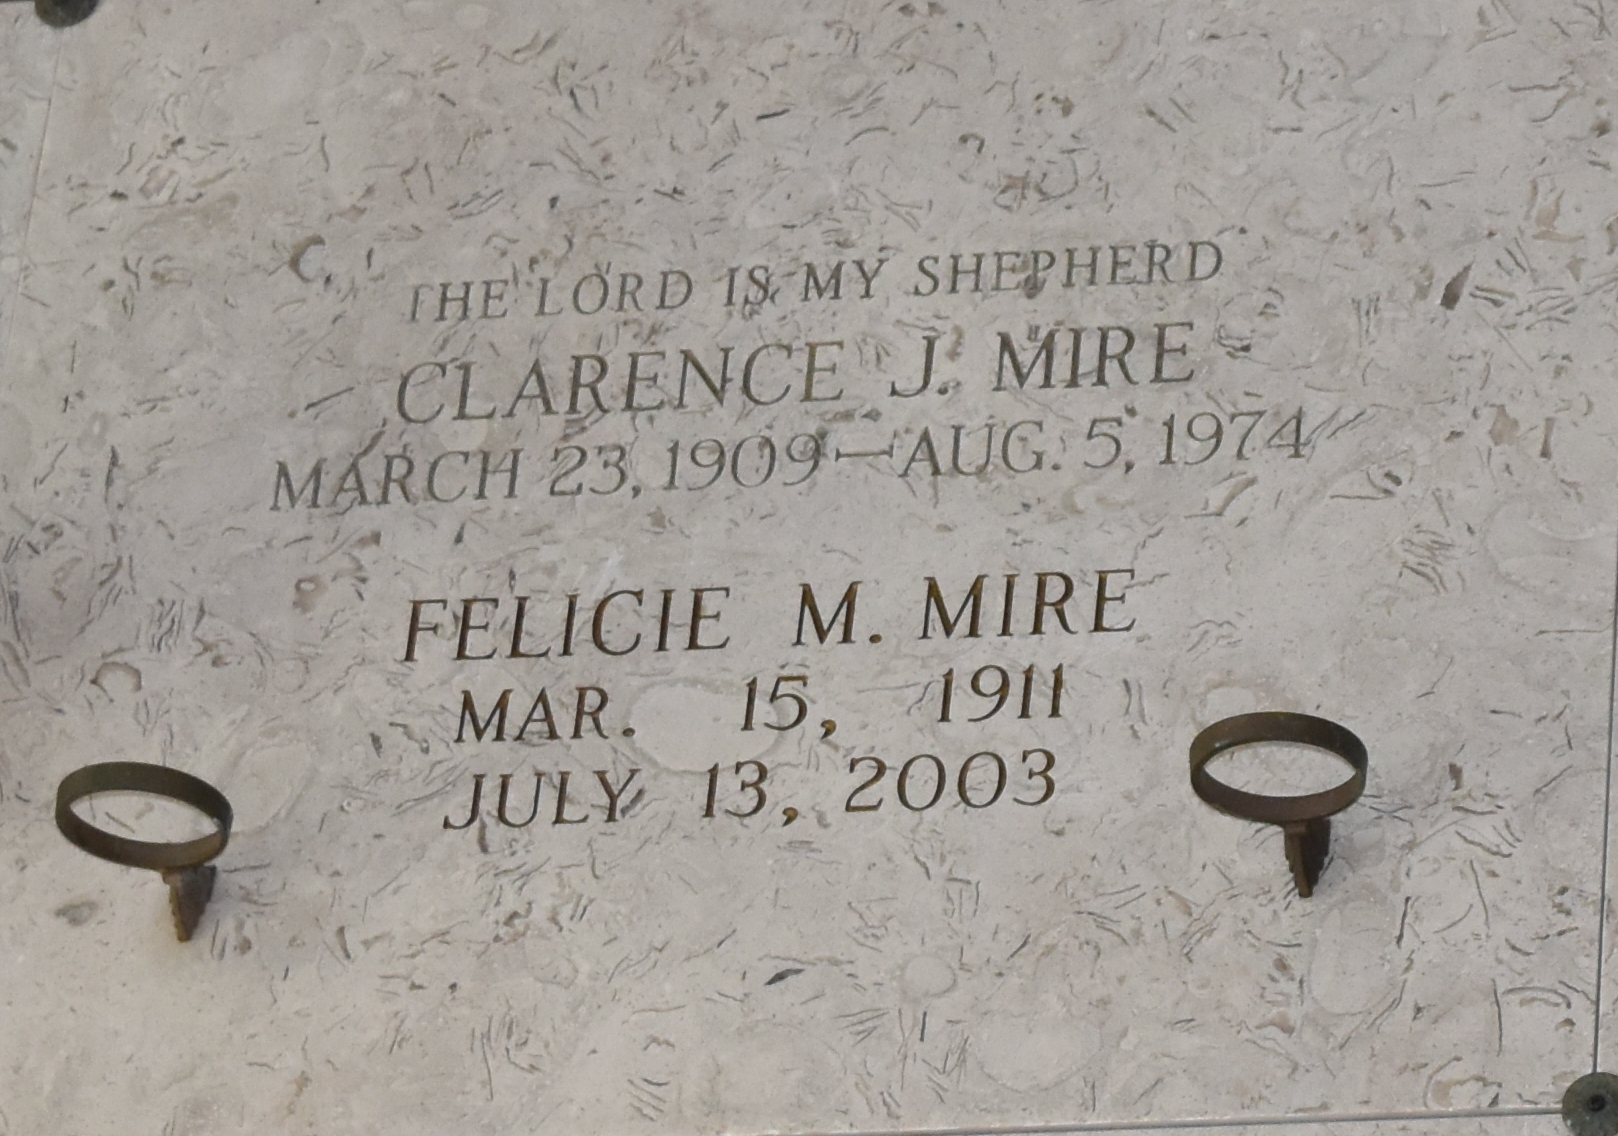 THE LORD IS MY SHEPHERD
CLARENCE J. MIRE
MARCH 23, 1909—AUG. 5, 1974
FELICIE M. MIRE
MAR. 15, 1911
JULY 13, 2003